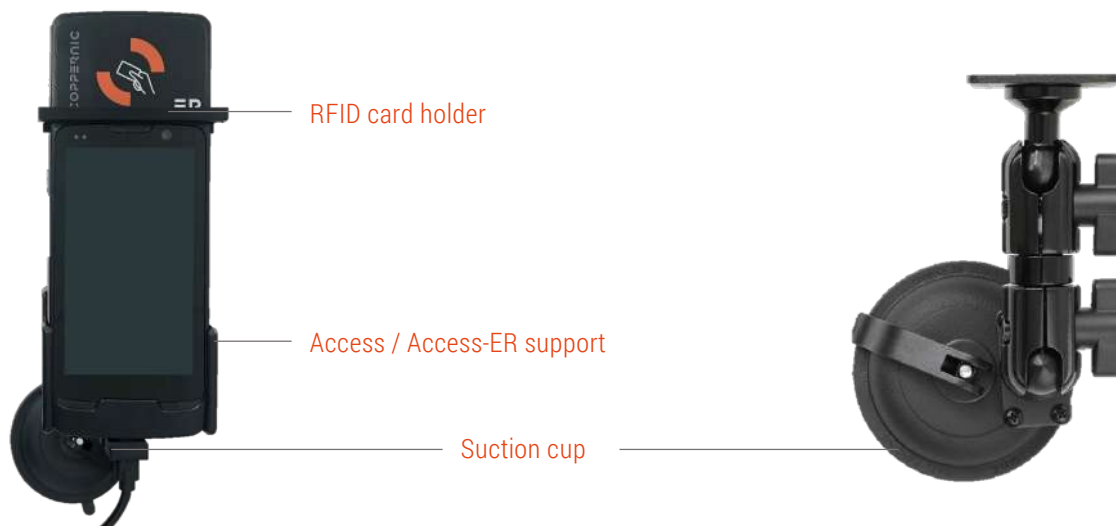 COPPERNIC
ER
RFID card holder
Access / Access-ER support
Suction cup